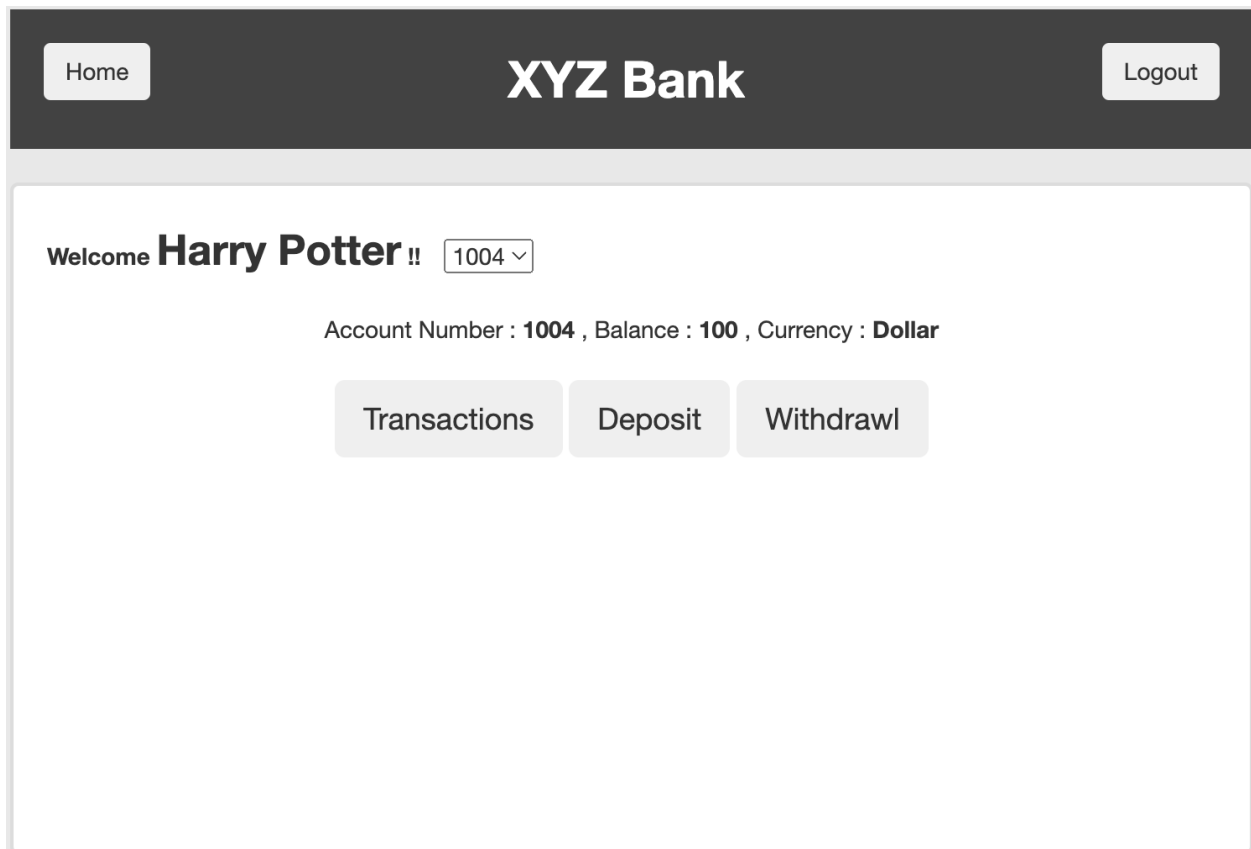 Home
XYZ Bank
Logout
Welcome Harry Potter !! 1004
Account Number : 1004 , Balance : 100 , Currency : Dollar
Transactions Deposit Withdrawl